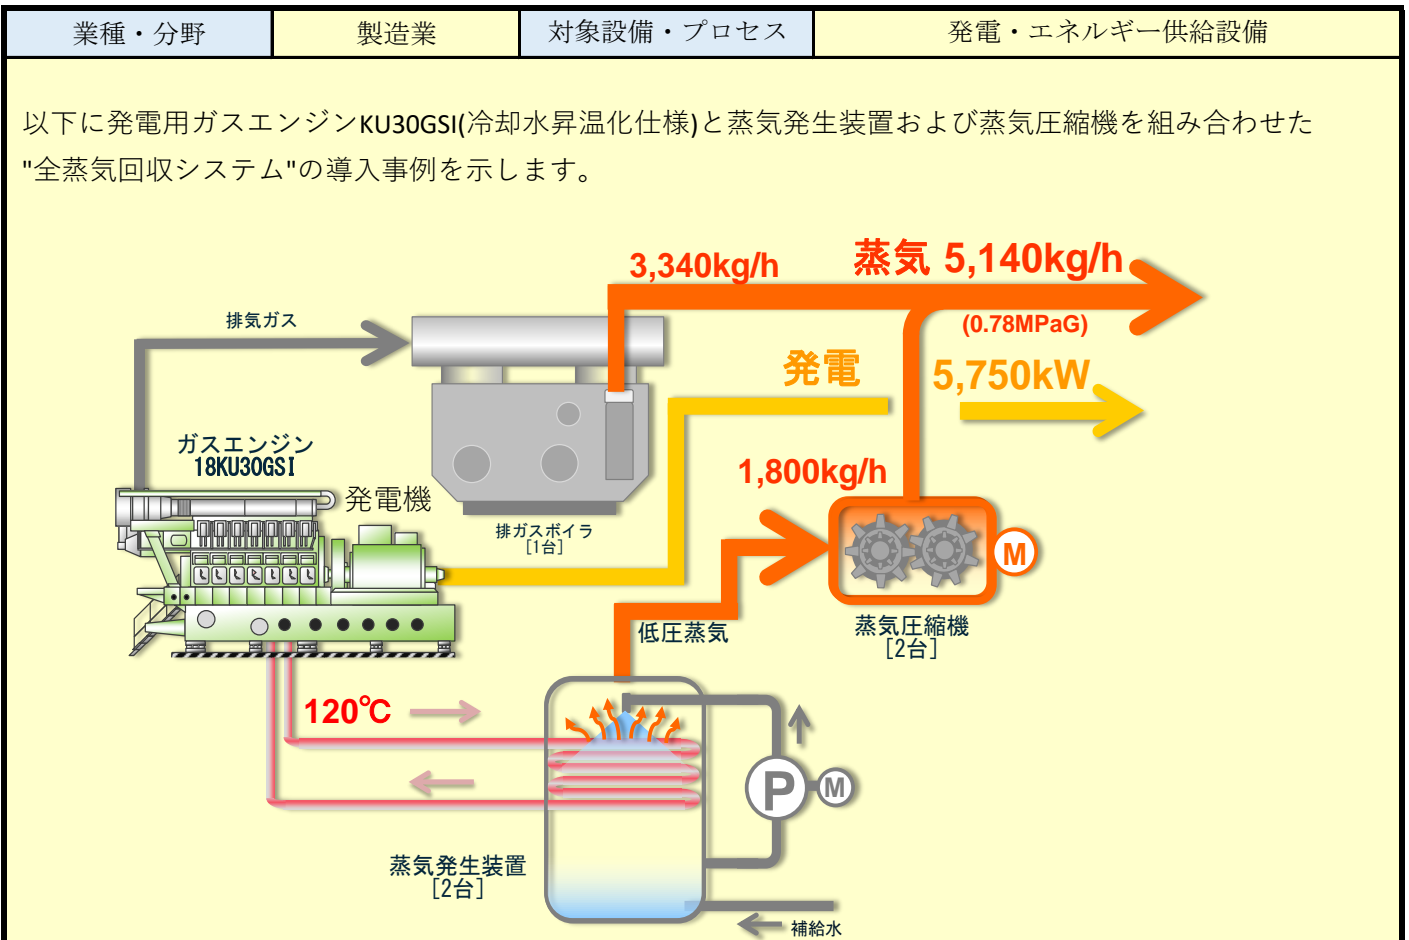 業種・分野 製造業 対象設備・プロセス 発電・エネルギー供給設備
以下に発電用ガスエンジンKU30GSI(冷却水昇温化仕様)と蒸気発生装置および蒸気圧縮機を組み合わせた
"全蒸気回収システム"の導入事例を示します。
3,340kg/h
蒸気 5,140kg/h
(0.78MPaG)
排気ガス
発電
5,750kW
ガスエンジン
18KU30GSI
発電機
1,800kg/h
排ガスボイラ
[1台]
M
低圧蒸気
蒸気圧縮機
[2台]
120℃
P
M
蒸気発生装置
[2台]
補給水